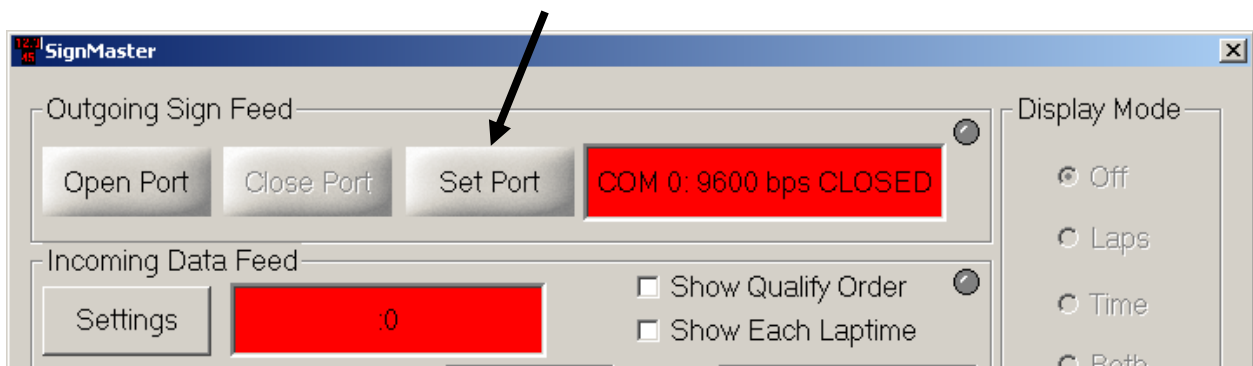 SignMaster
Outgoing Sign Feed
Open Port
Close Port
Set Port
COM 0: 9600 bps CLOSED
Incoming Data Feed
Settings
:0
Show Qualify Order
Show Each Laptime
Display Mode
Off
Laps
Time
Both